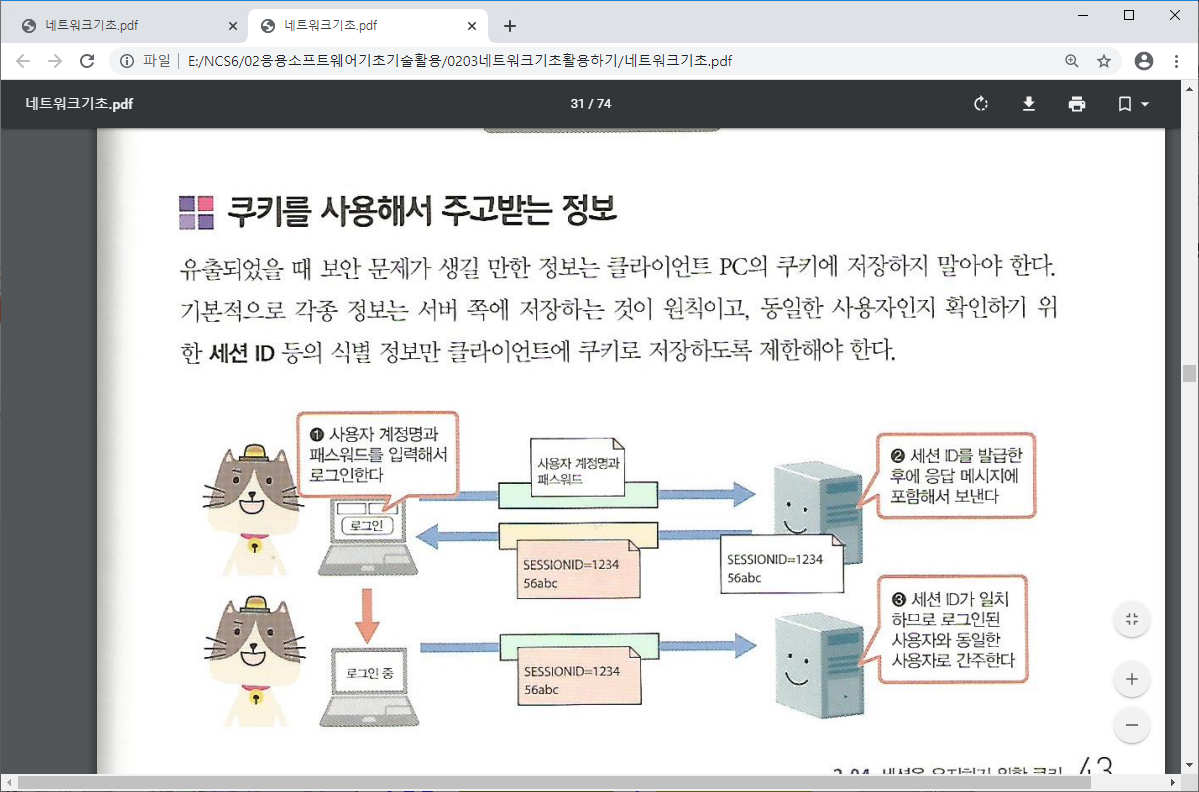 네트워크기초.pdf
네트워크기초.pdf
파일
E:/NCS6/02응용소프트웨어기초기술활용/0203네트워크기초활용하기/네트워크기초.pdf
네트워크기초.pdf
31 / 74
쿠키를 사용해서 주고받는 정보
유출되었을 때 보안 문제가 생길 만한 정보는 클라이언트 PC의 쿠키에 저장하지 말아야 한다.
기본적으로 각종 정보는 서버 쪽에 저장하는 것이 원칙이고, 동일한 사용자인지 확인하기 위
한 세션 ID 등의 식별 정보만 클라이언트에 쿠키로 저장하도록 제한해야 한다.
❶ 사용자 계정명과
패스워드를 입력해서
로그인한다
로그인
사용자 계정명과
패스워드
❷ 세션 ID를 발급한
후에 응답 메시지에
포함해서 보낸다
SESSIONID=1234
56abc
SESSIONID=1234
56abc
로그인 중
SESSIONID=1234
56abc
❸ 세션 ID가 일치
하므로 로그인된
사용자와 동일한
사용자로 간주한다
43